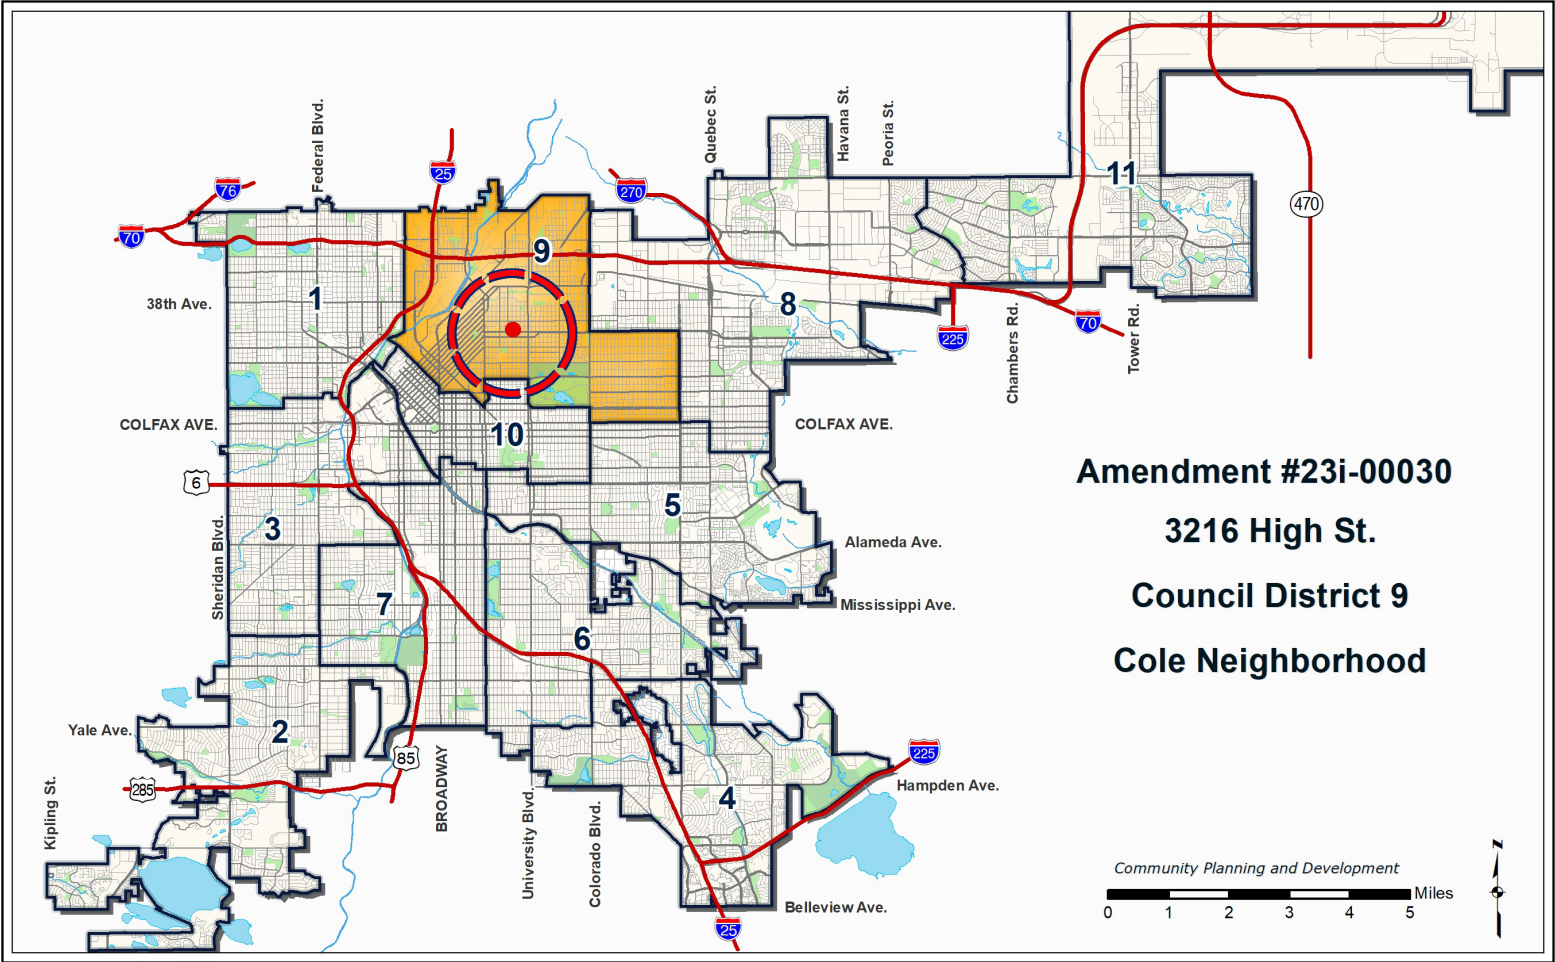 Federal Blvd.
Quebec St.
Havana St.
Peoria St.
76
25
270
11
470
70
9
1
38th Ave.
8
225
70
Chambers Rd.
Tower Rd.
COLFAX AVE.
10
COLFAX AVE.
6
5
3
Sheridan Blvd.
Alameda Ave.
7
Mississippi Ave.
6
Amendment #23i-00030
3216 High St.
Council District 9
Cole Neighborhood
Yale Ave.
2
85
225
285
Kipling St.
BROADWAY
University Blvd.
Colorado Blvd.
4
Hampden Ave.
Belleview Ave.
25
Community Planning and Development
Miles
0 1 2 3 4 5
z